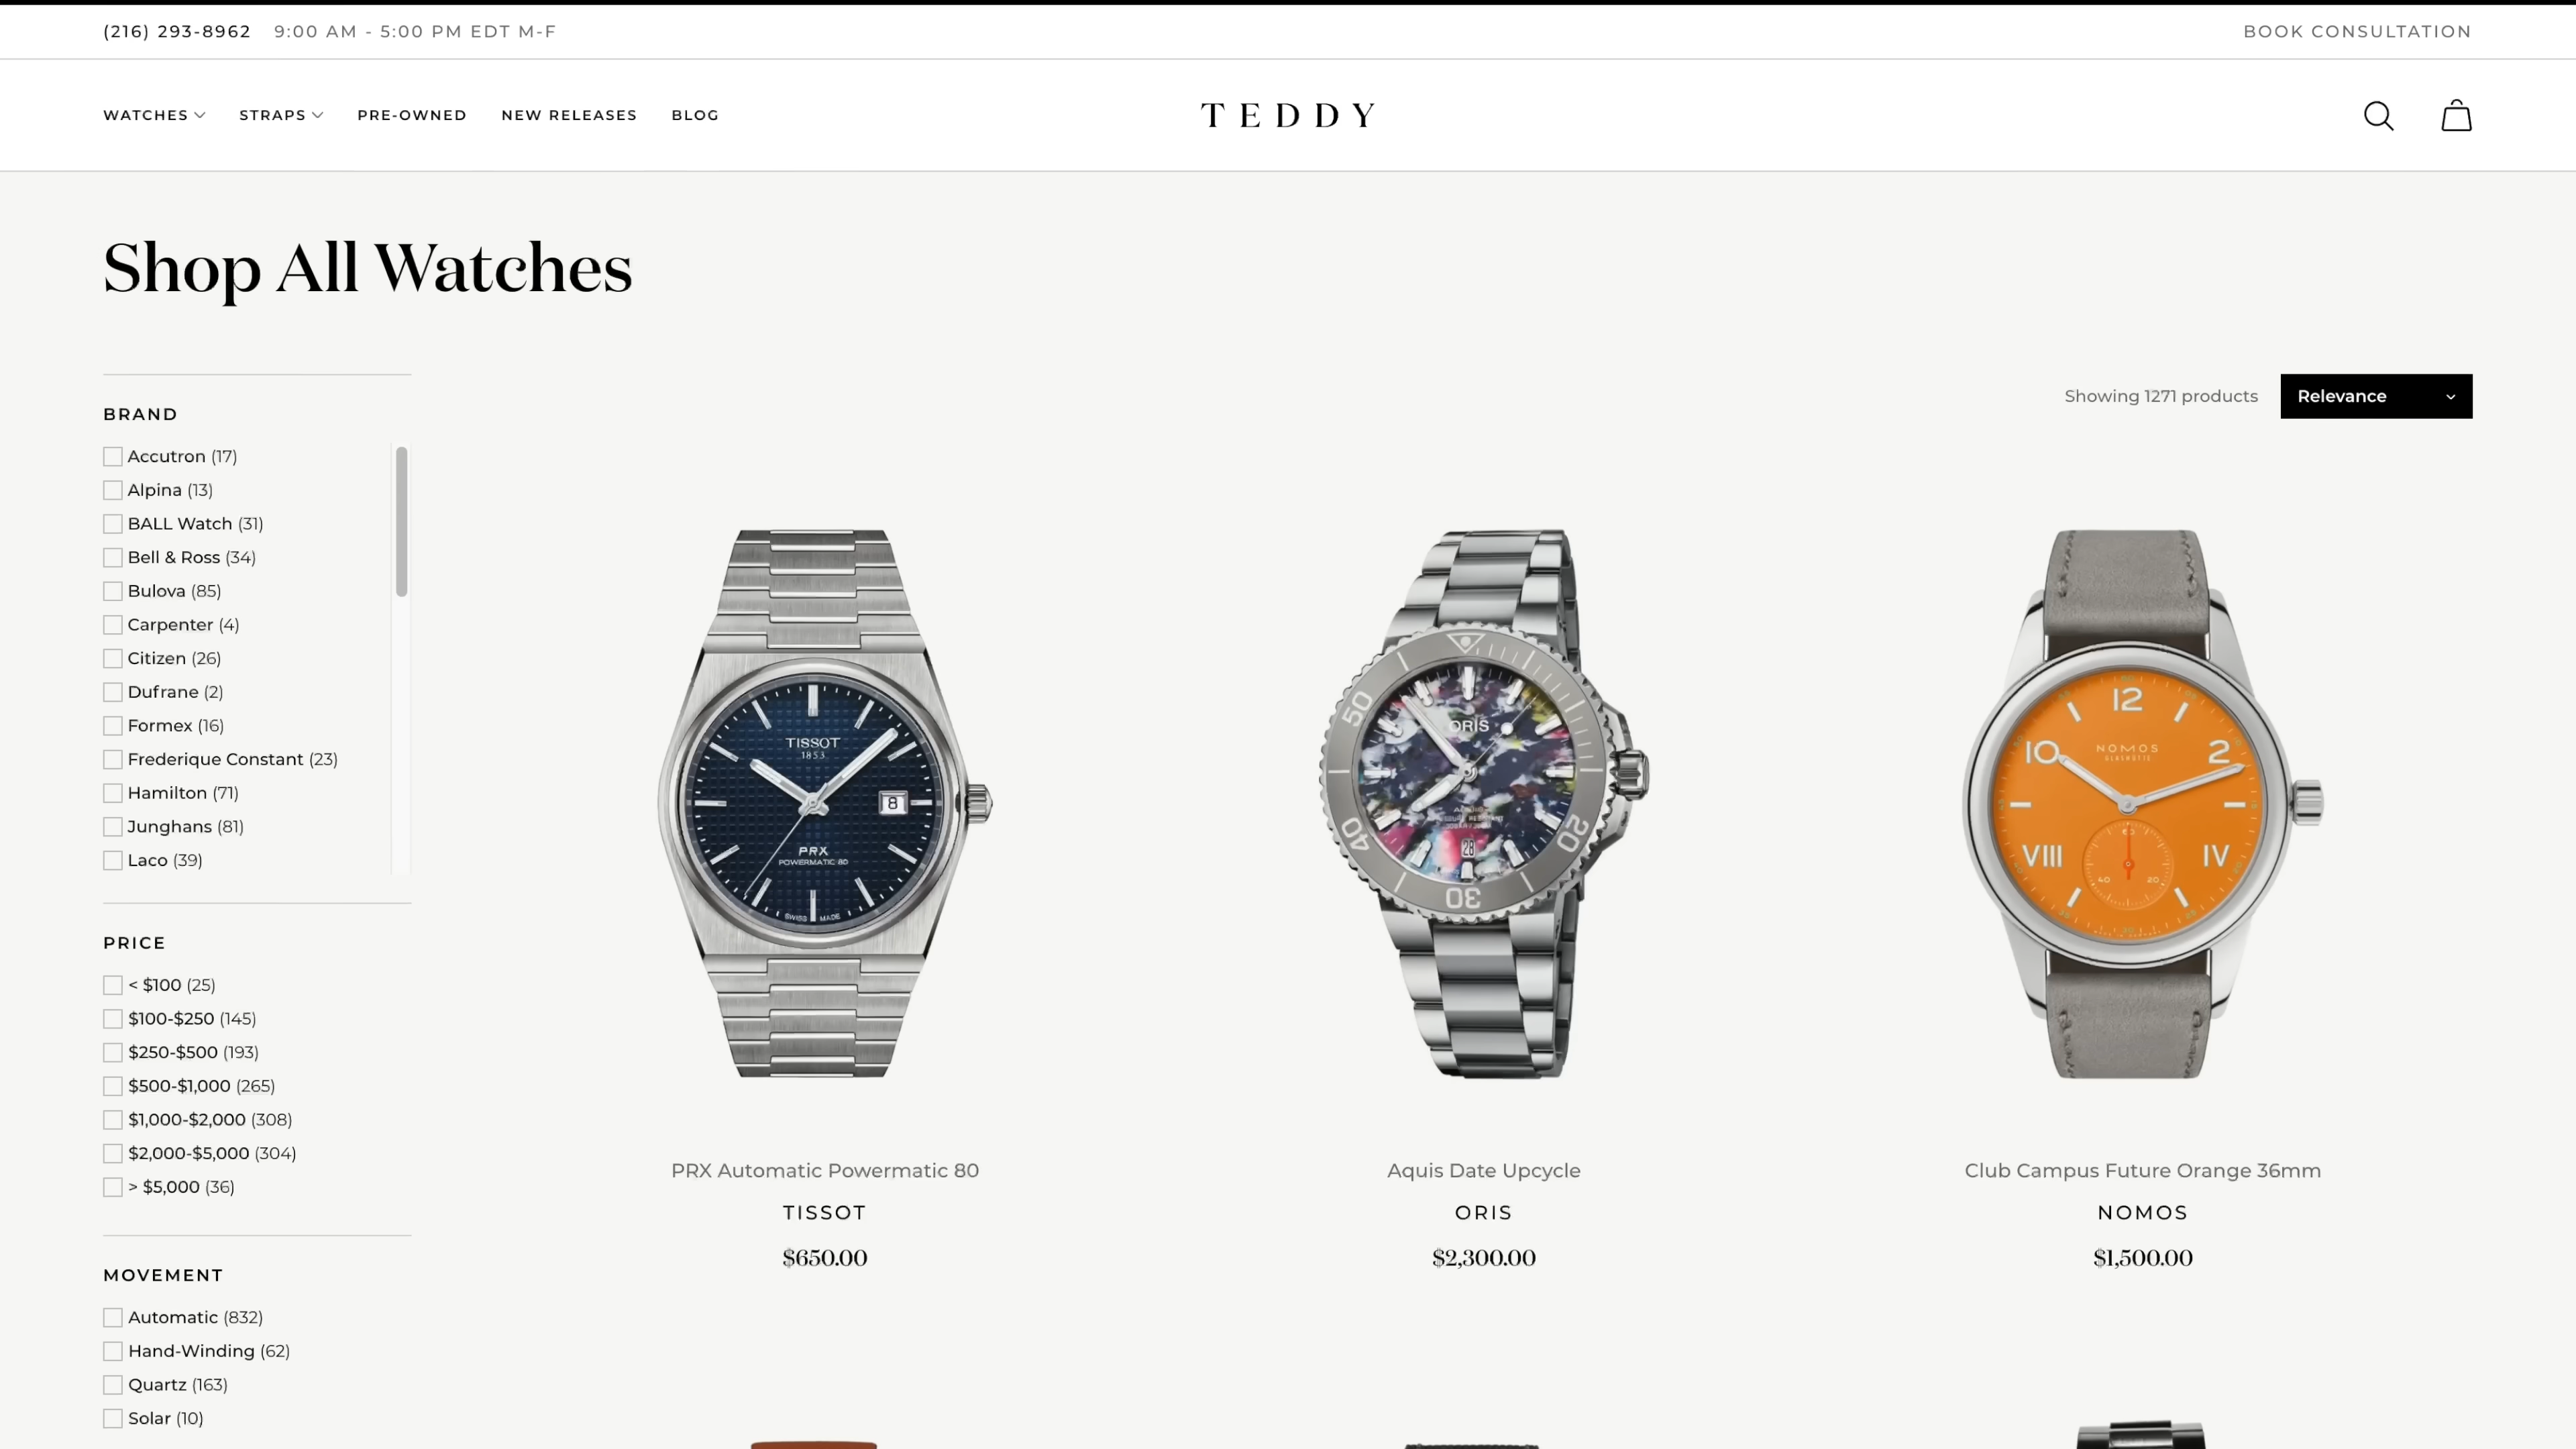 (216) 293-8962 9:00 AM - 5:00 PM EDT M-F
BOOK CONSULTATION
WATCHES STRAPS PRE-OWNED NEW RELEASES BLOG
TEDDY
Shop All Watches
Showing 1271 products
Relevance
BRAND
Accutron (17)
Alpina (13)
BALL Watch (31)
Bell & Ross (34)
Bulova (85)
Carpenter (4)
Citizen (26)
Dufrane (2)
Formex (16)
Frederique Constant (23)
Hamilton (71)
Junghans (81)
Laco (39)
PRICE
< $100 (25)
$100-$250 (145)
$250-$500 (193)
$500-$1,000 (265)
$1,000-$2,000 (308)
$2,000-$5,000 (304)
> $5,000 (36)
MOVEMENT
Automatic (832)
Hand-Winding (62)
Quartz (163)
Solar (10)
TISSOT
1853
8
PRX
POWERMATIC 80
SWISS MADE
PRX Automatic Powermatic 80
TISSOT
$650.00
ORIS
50
20
40
28
30
Aquis Date Upcycle
ORIS
$2,300.00
12
10
2
NOMOS
GLASHÜTTE
VIII
IV
60
40
20
Club Campus Future Orange 36mm
NOMOS
$1,500.00